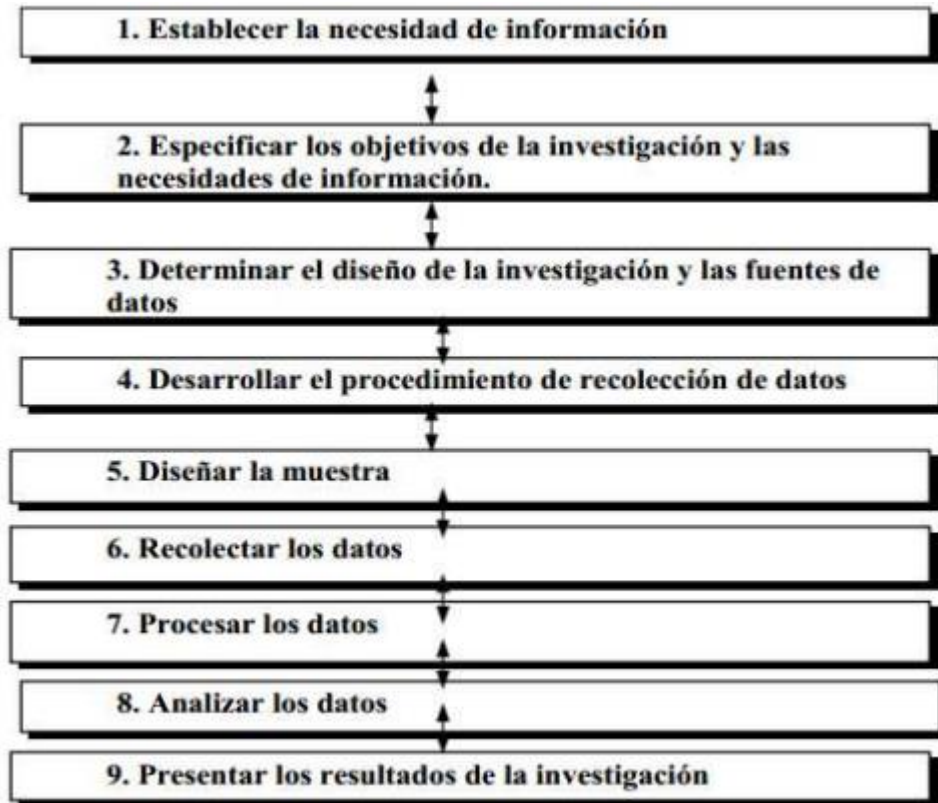 1. Establecer la necesidad de información
2. Especificar los objetivos de la investigación y las
necesidades de información.
3. Determinar el diseño de la investigación y las fuentes de
datos
4. Desarrollar el procedimiento de recolección de datos
5. Diseñar la muestra
6. Recolectar los datos
7. Procesar los datos
8. Analizar los datos
9. Presentar los resultados de la investigación